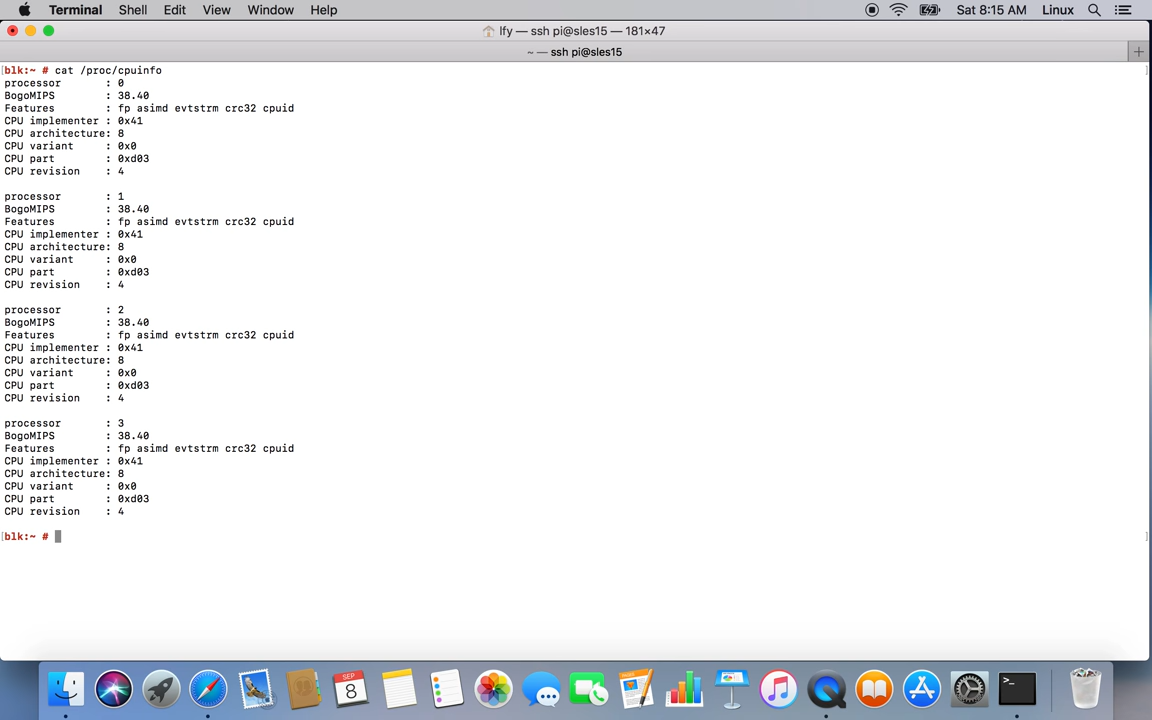 Terminal Shell Edit View Window Help Sat 8:15 AM Linux
lfy — ssh pi@sles15 — 181×47
~ — ssh pi@sles15
[blk:~ # cat /proc/cpuinfo ]
processor : 0
BogoMIPS : 38.40
Features : fp asimd evtstrm crc32 cpuid
CPU implementer : 0x41
CPU architecture: 8
CPU variant : 0x0
CPU part : 0xd03
CPU revision : 4
processor : 1
BogoMIPS : 38.40
Features : fp asimd evtstrm crc32 cpuid
CPU implementer : 0x41
CPU architecture: 8
CPU variant : 0x0
CPU part : 0xd03
CPU revision : 4
processor : 2
BogoMIPS : 38.40
Features : fp asimd evtstrm crc32 cpuid
CPU implementer : 0x41
CPU architecture: 8
CPU variant : 0x0
CPU part : 0xd03
CPU revision : 4
processor : 3
BogoMIPS : 38.40
Features : fp asimd evtstrm crc32 cpuid
CPU implementer : 0x41
CPU architecture: 8
CPU variant : 0x0
CPU part : 0xd03
CPU revision : 4
[blk:~ # ]
SEP
8
>_